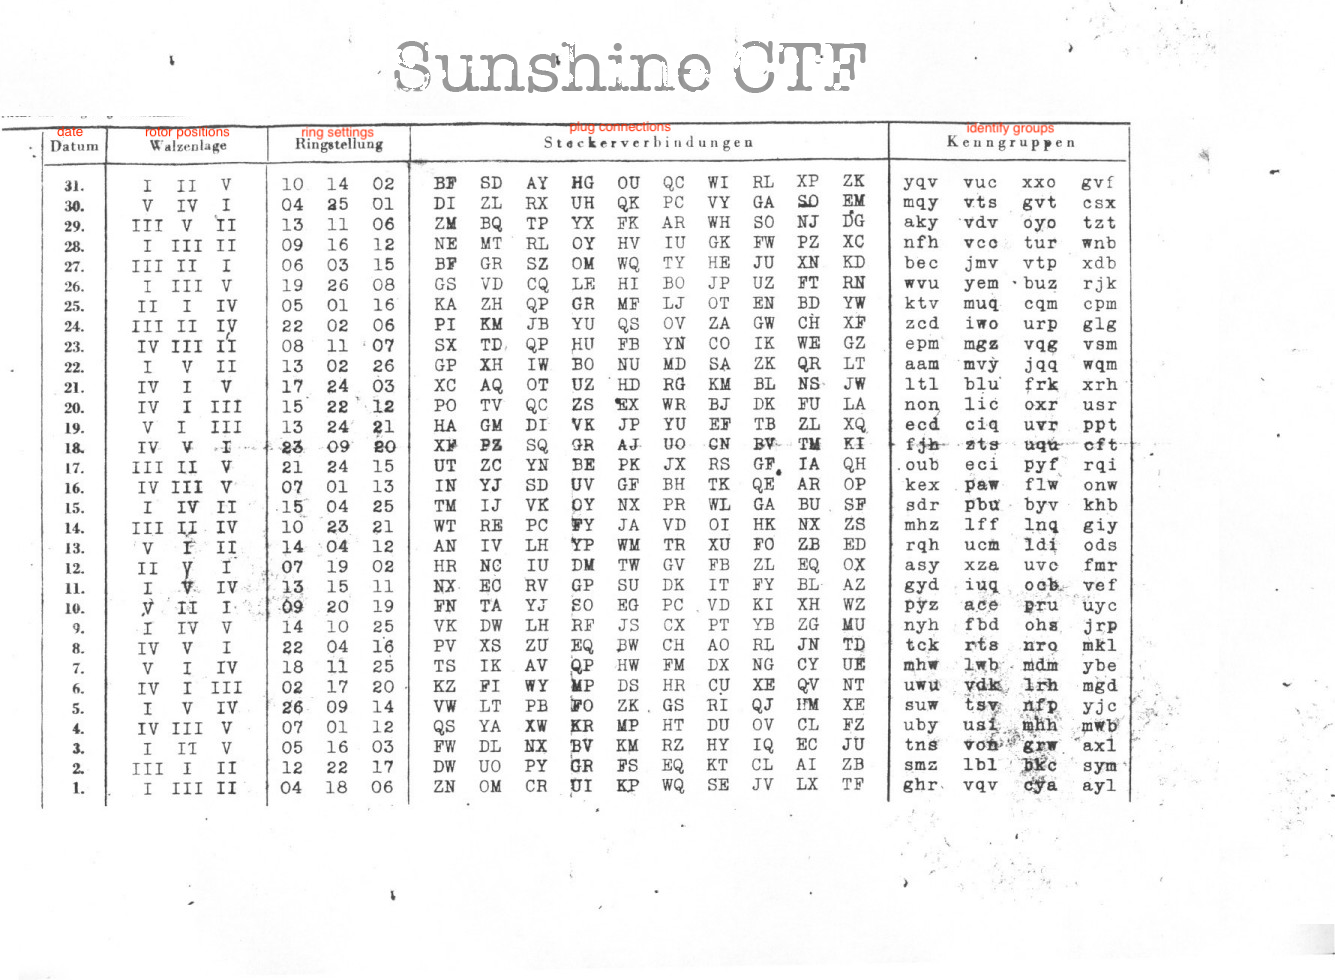 Sunshine CTF
date rotor positions ring settings plug connections identify groups
Datum Walzenlage Ringstellung Steckerverbindungen Kenngruppen
31. I II V 10 14 02 BF SD AY HG OU QC WI RL XP ZK yqv vuc xxo gvf
30. V IV I 04 25 01 DI ZL RX UH QK PC VY GA SO EM mqy vts gvt csx
29. III V II 13 11 06 ZM BQ TP YX FK AR WH SO NJ DG aky vdv oyo tzt
28. I III II 09 16 12 NE MT RL OY HV IU GK FW PZ XC nfh vco tur wnb
27. III II I 06 03 15 BF GR SZ OM WQ TY HE JU XN KD bec jmv vtp xdb
26. I III V 19 26 08 GS VD CQ LE HI BO JP UZ FT RN wvu yem buz rjk
25. II I IV 05 01 16 KA ZH QP GR MF LJ OT EN BD YW ktv muq cqm cpm
24. III II IV 22 02 06 PI KM JB YU QS OV ZA GW CH XF zcd iwo urp glg
23. IV III II 08 11 07 SX TD QP HU FB YN CO IK WE GZ epm mgz vqg vsm
22. I V II 13 02 26 GP XH IW BO NU MD SA ZK QR LT aam mvy jqq wqm
21. IV I V 17 24 03 XC AQ OT UZ HD RG KM BL NS JW ltl blu frk xrh
20. IV I III 15 22 12 PO TV QC ZS EX WR BJ DK FU LA non lic oxr usr
19. V I III 13 24 21 HA GM DI VK JP YU EF TB ZL XQ ecd ciq uvr ppt
18. IV V I 23 09 20 XF PZ SQ GR AJ UO CN BV TM KI fjh zts uqu cft
17. III II V 21 24 15 UT ZC YN BE PK JX RS GF IA QH oub eci pyf rqi
16. IV III V 07 01 13 IN YJ SD UV GF BH TK QE AR OP kex paw flw onw
15. I IV II 15 04 25 TM IJ VK OY NX PR WL GA BU SF sdr pbu byv khb
14. III II IV 10 23 21 WT RE PC FY JA VD OI HK NX ZS mhz lff lnq giy
13. V I II 14 04 12 AN IV LH YP WM TR XU FO ZB ED rqh ucm ldi ods
12. II V I 07 19 02 HR NC IU DM TW GV FB ZL EQ OX asy xza uvc fmr
11. I V IV 13 15 11 NX EC RV GP SU DK IT FY BL AZ gyd iuq ocb vef
10. V II I 09 20 19 FN TA YJ SO EG PC VD KI XH WZ pyz ace pru uyc
9. I IV V 14 10 25 VK DW LH RF JS CX PT YB ZG MU nyh fbd ohs jrp
8. IV V I 22 04 16 PV XS ZU EQ BW CH AO RL JN TD tck rts nro mkl
7. V I IV 18 11 25 TS IK AV QP HW FM DX NG CY UE mhw lwb mdm ybe
6. IV I III 02 17 20 KZ FI WY MP DS HR CU XE QV NT uwu vdk lrh mgd
5. I V IV 26 09 14 VW LT PB FO ZK GS RI QJ HM XE suw tsv nfp yjc
4. IV III V 07 01 12 QS YA XW KR MP HT DU OV CL FZ uby usi mhh mwb
3. I II V 05 16 03 FW DL NX BV KM RZ HY IQ EC JU tns von grw axl
2. III I II 12 22 17 DW UO PY GR FS EQ KT CL AI ZB smz lbl bkc sym
1. I III II 04 18 06 ZN OM CR UI KP WQ SE JV LX TF ghr vqv cya ayl